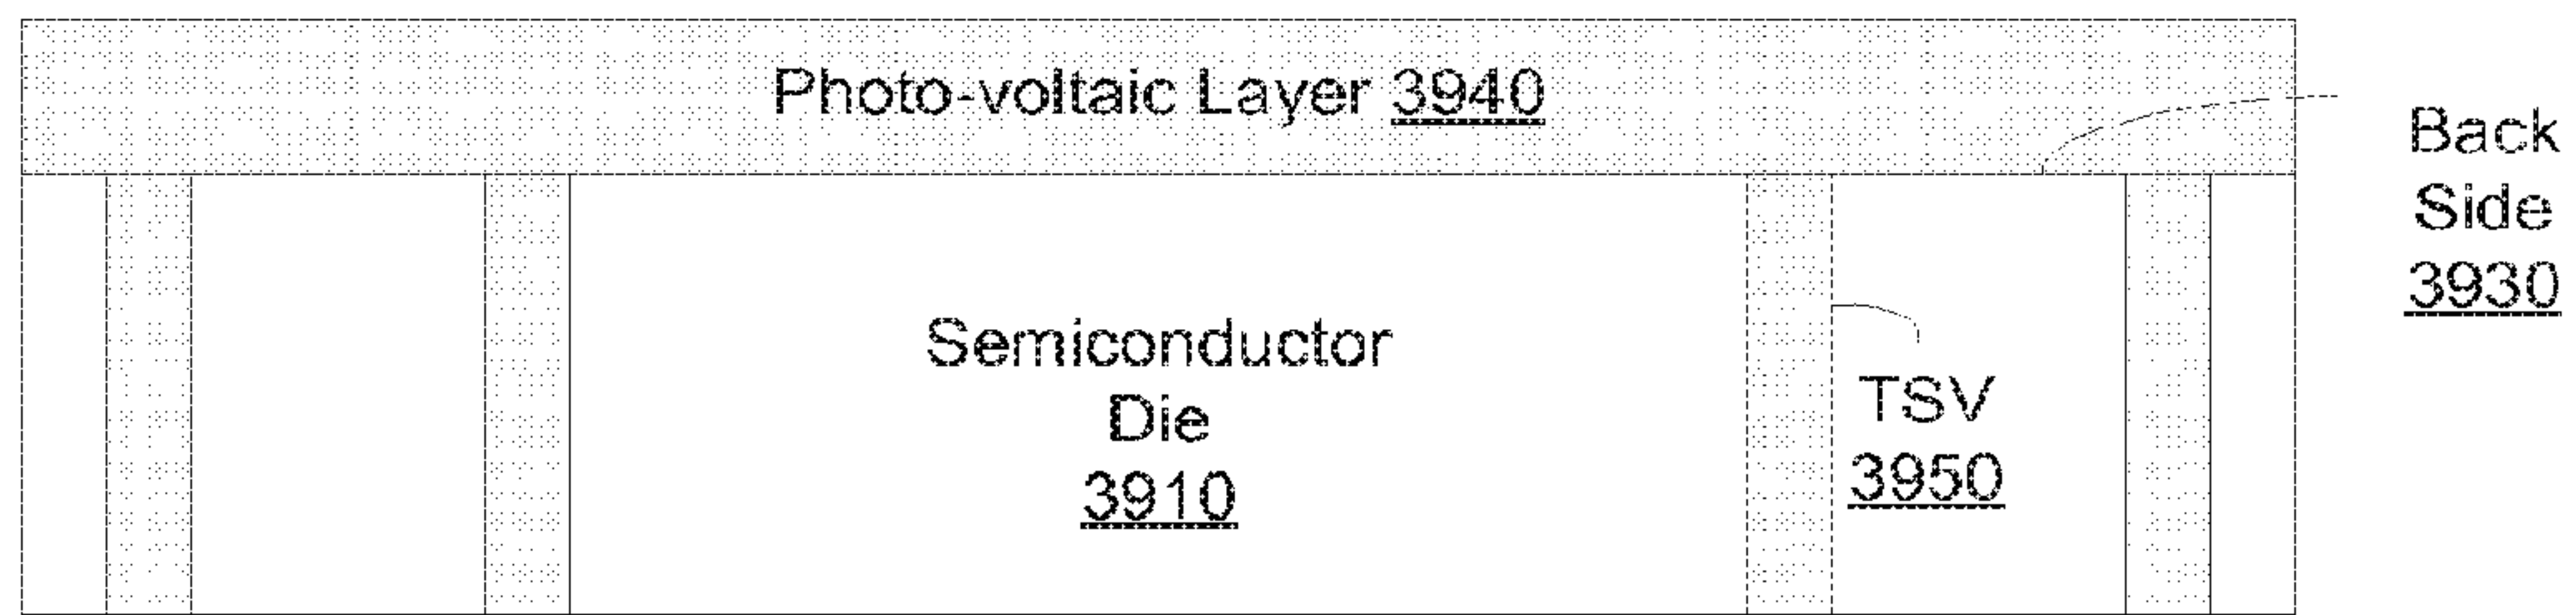 Photo-voltaic Layer 3940
Back
Side
3930
Semiconductor
Die
3910
TSV
3950